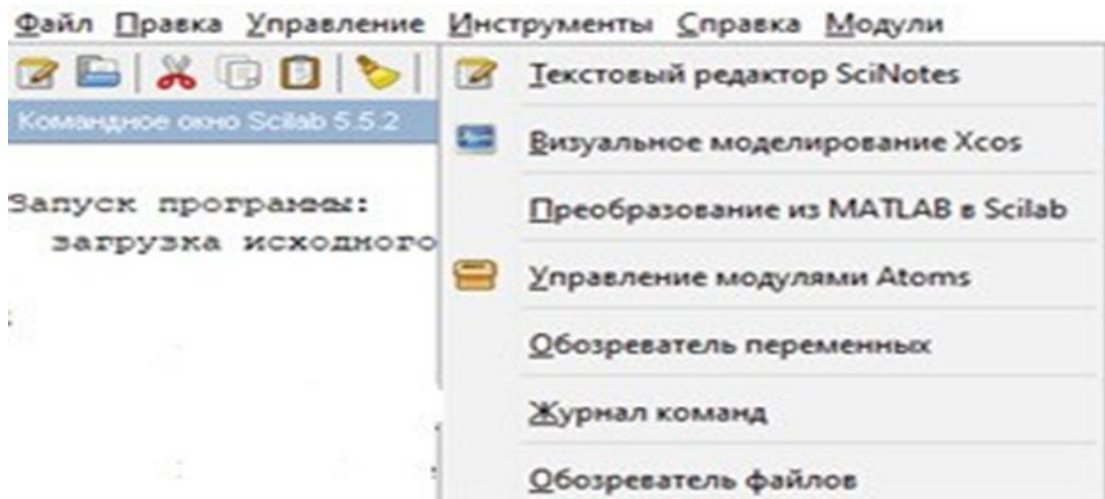 Файл Правка Управление Инструменты Справка Модули
Командное окно Scilab 5.5.2
Запуск программы:
загрузка исходного
Текстовый редактор SciNotes
Визуальное моделирование Xcos
Преобразование из MATLAB в Scilab
Управление модулями Atoms
Обозреватель переменных
Журнал команд
Обозреватель файлов